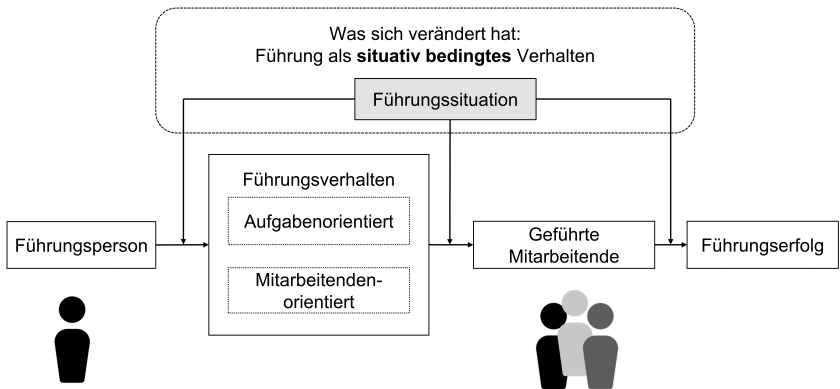 Was sich verändert hat:
Führung als situativ bedingtes Verhalten
Führungssituation
Führungsverhalten
Aufgabenorientiert
Mitarbeitenden-
orientiert
Führungsperson
Geführte
Mitarbeitende
Führungserfolg